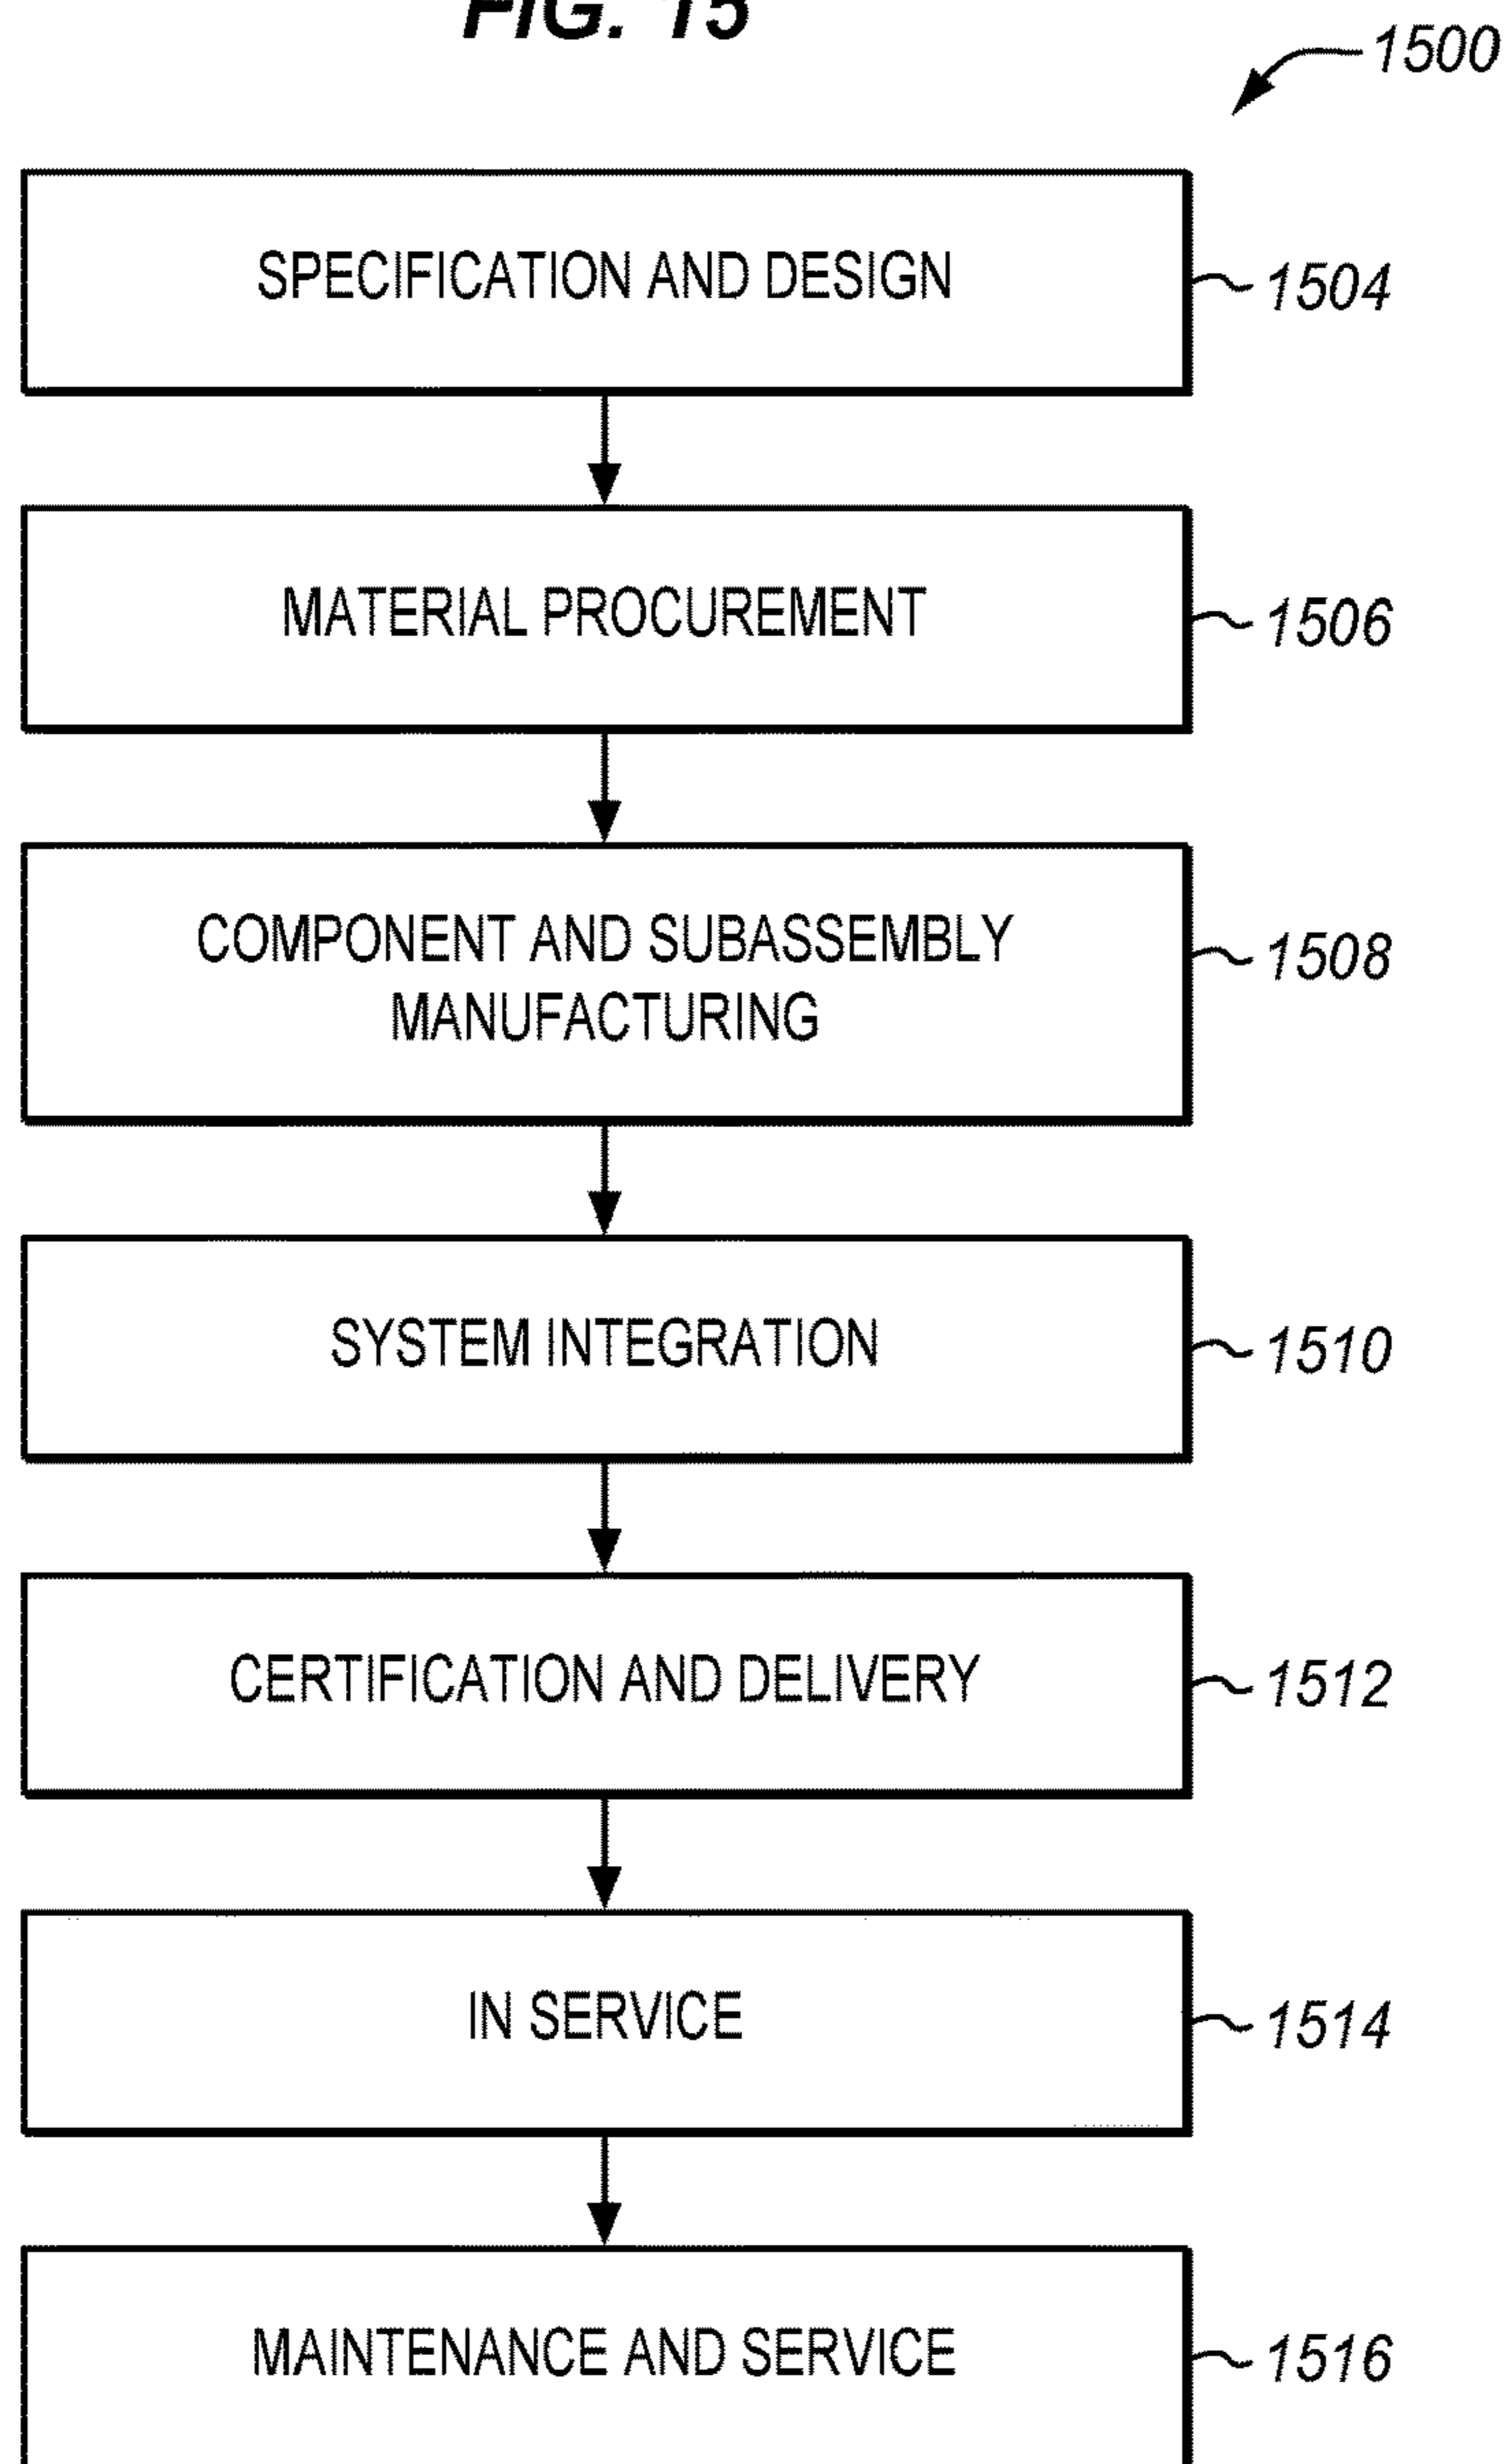 FIG. 15
1500
SPECIFICATION AND DESIGN
1504
MATERIAL PROCUREMENT
1506
COMPONENT AND SUBASSEMBLY
MANUFACTURING
1508
SYSTEM INTEGRATION
1510
CERTIFICATION AND DELIVERY
1512
IN SERVICE
1514
MAINTENANCE AND SERVICE
1516